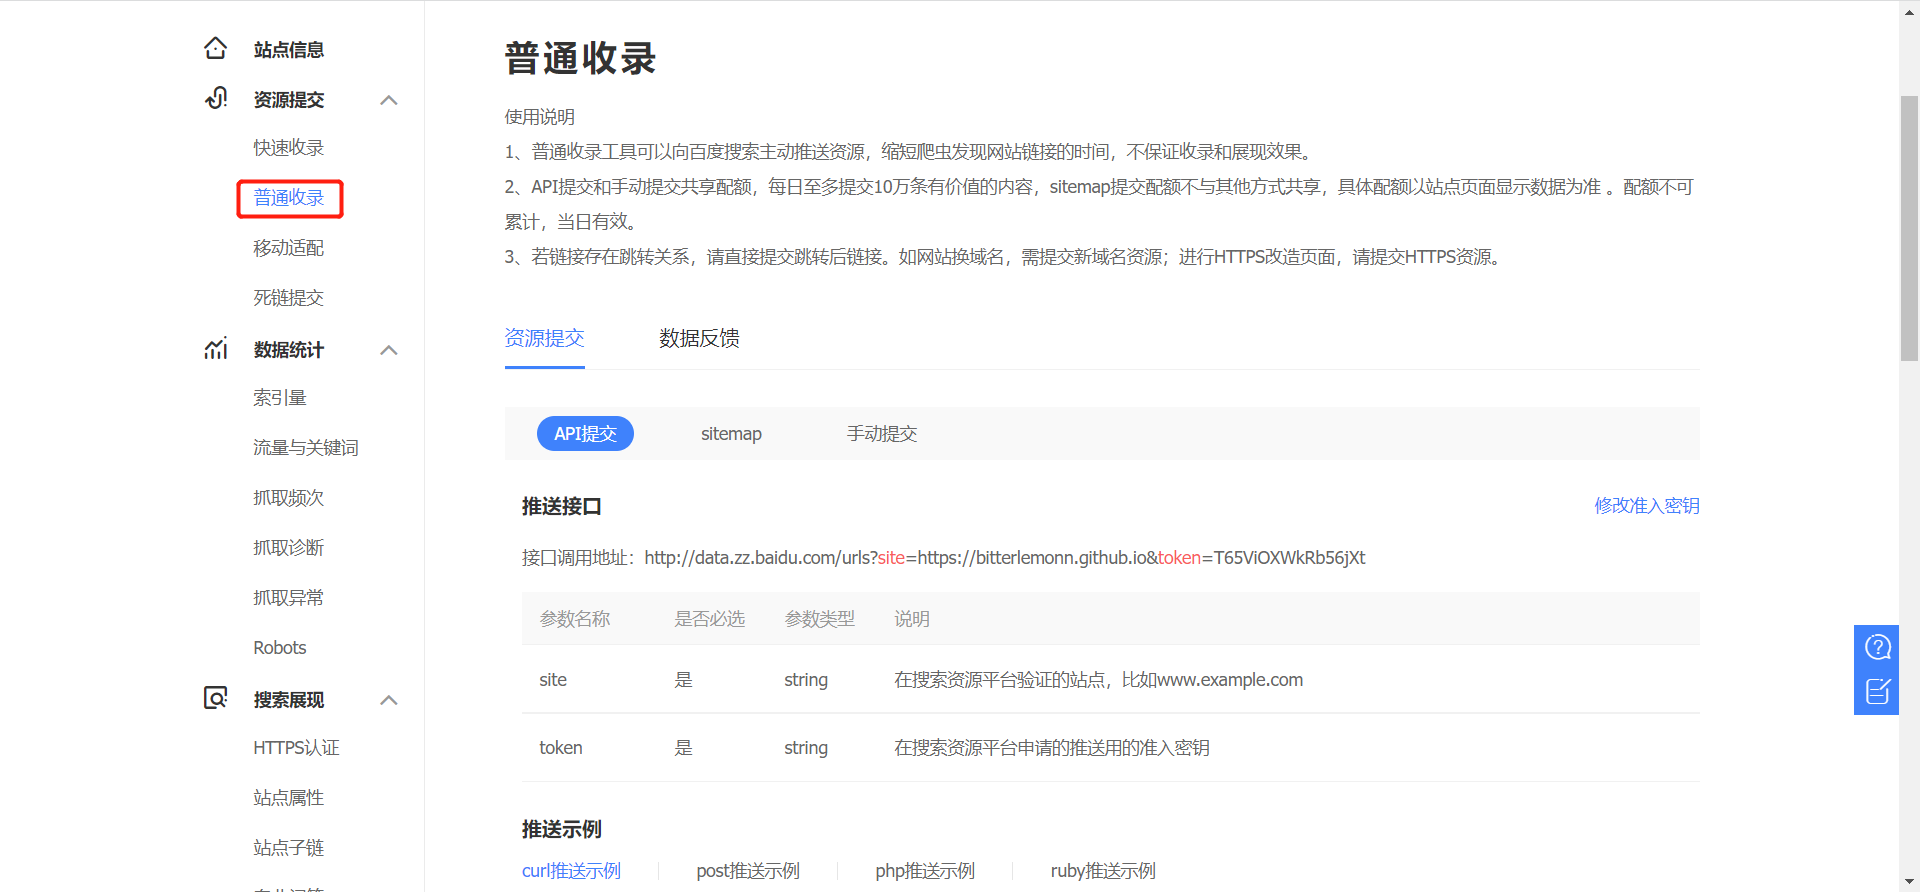 站点信息
资源提交
快速收录
普通收录
移动适配
死链提交
数据统计
索引量
流量与关键词
抓取频次
抓取诊断
抓取异常
Robots
搜索展现
HTTPS认证
站点属性
站点子链
普通收录
使用说明
1、普通收录工具可以向百度搜索主动推送资源，缩短爬虫发现网站链接的时间，不保证收录和展现效果。
2、API提交和手动提交共享配额，每日至多提交10万条有价值的内容，sitemap提交配额不与其他方式共享，具体配额以站点页面显示数据为准 。配额不可
累计，当日有效。
3、若链接存在跳转关系，请直接提交跳转后链接。如网站换域名，需提交新域名资源；进行HTTPS改造页面，请提交HTTPS资源。
资源提交 数据反馈
API提交 sitemap 手动提交
推送接口 修改准入密钥
接口调用地址：http://data.zz.baidu.com/urls?site=https://bitterlemonn.github.io&token=T65ViOXWkRb56jXt
参数名称 是否必选 参数类型 说明
site 是 string 在搜索资源平台验证的站点，比如www.example.com
token 是 string 在搜索资源平台申请的推送用的准入密钥
推送示例
curl推送示例 post推送示例 php推送示例 ruby推送示例